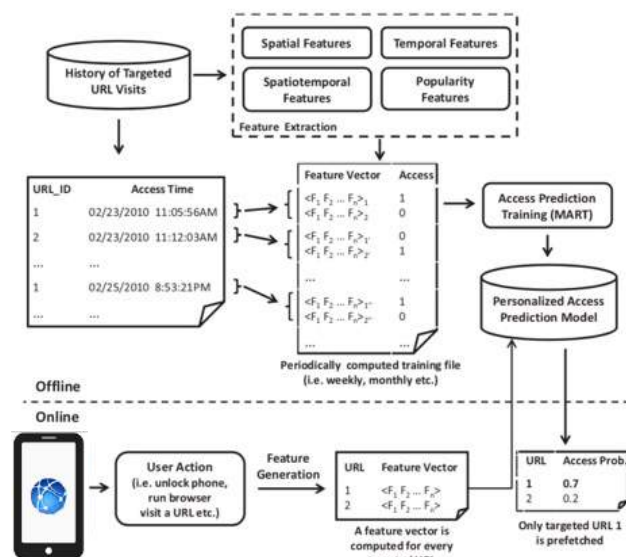 History of Targeted
URL Visits
Spatial Features
Temporal Features
Spatiotemporal
Features
Popularity
Features
Feature Extraction
URL_ID Access Time
1 02/23/2010 11:05:56AM
2 02/23/2010 11:12:03AM
... ...
1 02/25/2010 8:53:21PM
... ...
Feature Vector Access
<F1 F2 ... Fn>1 1
<F1 F2 ... Fn>2 0
<F1 F2 ... Fn>1' 0
<F1 F2 ... Fn>2' 1
... ...
<F1 F2 ... Fn>1'' 1
<F1 F2 ... Fn>2'' 0
... ...
Periodically computed training file
(i.e. weekly, monthly etc.)
Access Prediction
Training (MART)
Personalized Access
Prediction Model
Offline
Online
User Action
(i.e. unlock phone,
run browser
visit a URL etc.)
Feature
Generation
URL Feature Vector
1 <F1 F2 ... Fn>
2 <F1 F2 ... Fn>
A feature vector is
computed for every
URL Access Prob.
1 0.7
2 0.2
Only targeted URL 1
is prefetched